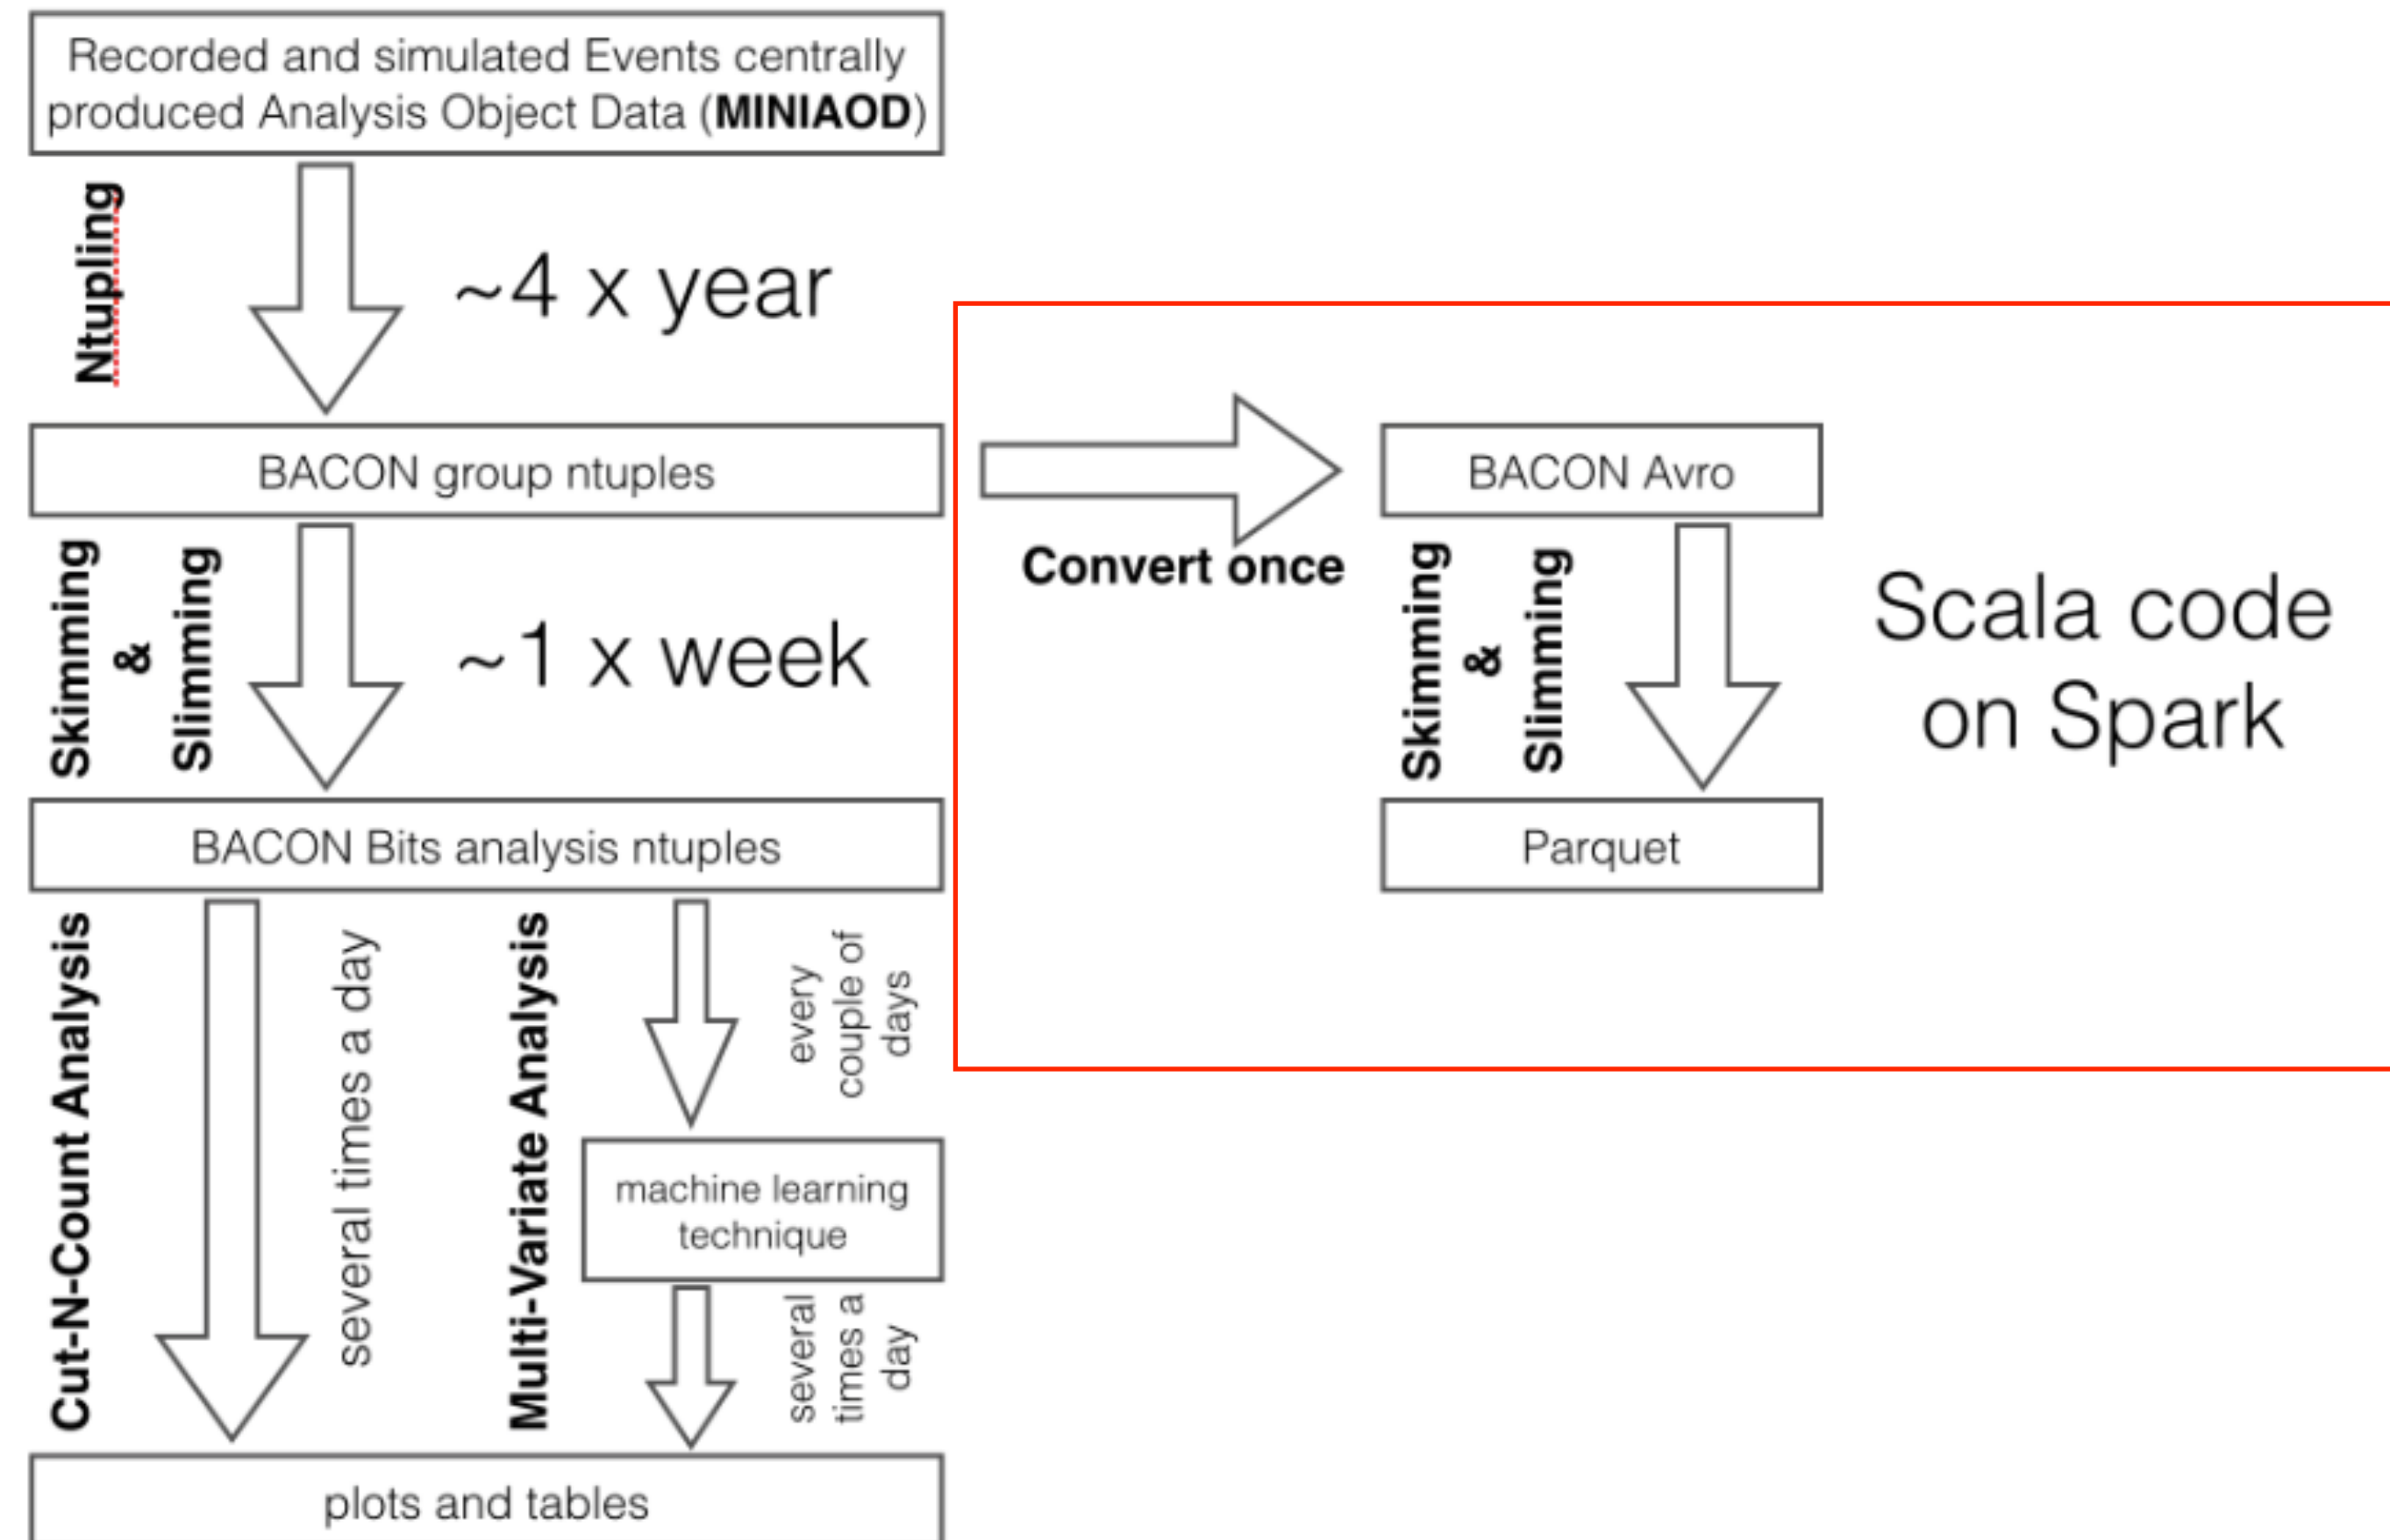 Recorded and simulated Events centrally
produced Analysis Object Data (MINIAOD)
Ntupling
~4 x year
BACON group ntuples
Skimming
&
Slimming
~1 x week
BACON Bits analysis ntuples
Cut-N-Count Analysis
several times a day
Multi-Variate Analysis
every
couple of
days
machine learning
technique
several
times a
day
plots and tables
Convert once
BACON Avro
Skimming
&
Slimming
Scala code
on Spark
Parquet